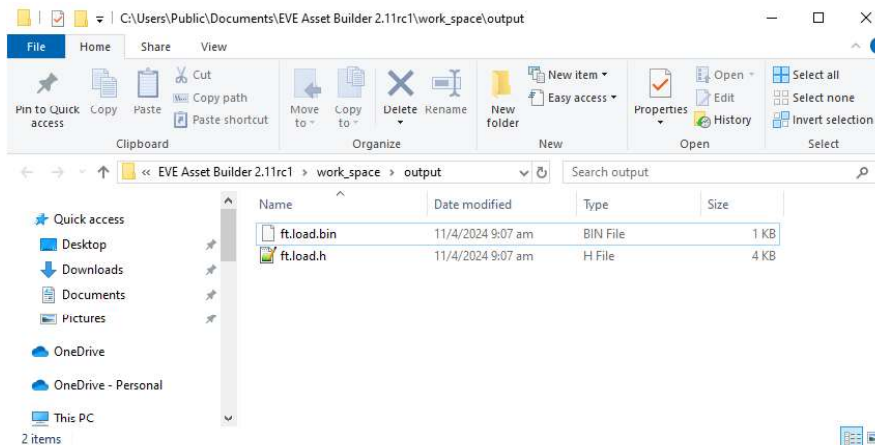 C:\Users\Public\Documents\EVE Asset Builder 2.11rc1\work_space\output
File Home Share View
Pin to Quick access
Copy
Paste
Cut
Copy path
Paste shortcut
Clipboard
Move to
Copy to
Delete
Rename
Organize
New folder
New item
Easy access
New
Properties
Open
Edit
History
Open
Select all
Select none
Invert selection
Select
« EVE Asset Builder 2.11rc1 › work_space › output
Search output
Quick access
Desktop
Downloads
Documents
Pictures
OneDrive
OneDrive - Personal
This PC
Name Date modified Type Size
ft.load.bin 11/4/2024 9:07 am BIN File 1 KB
ft.load.h 11/4/2024 9:07 am H File 4 KB
2 items